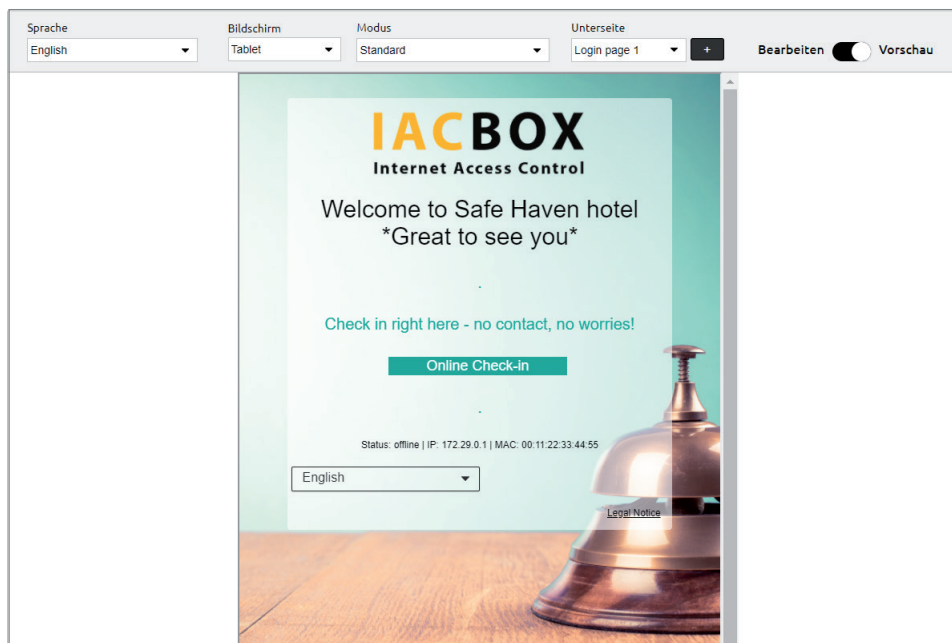 Sprache Bildschirm Modus Unterseite
English Tablet Standard Login page 1 + Bearbeiten Vorschau
IACBOX
Internet Access Control
Welcome to Safe Haven hotel
*Great to see you*
.
Check in right here - no contact, no worries!
Online Check-in
.
Status: offline | IP: 172.29.0.1 | MAC: 00:11:22:33:44:55
English
Legal Notice